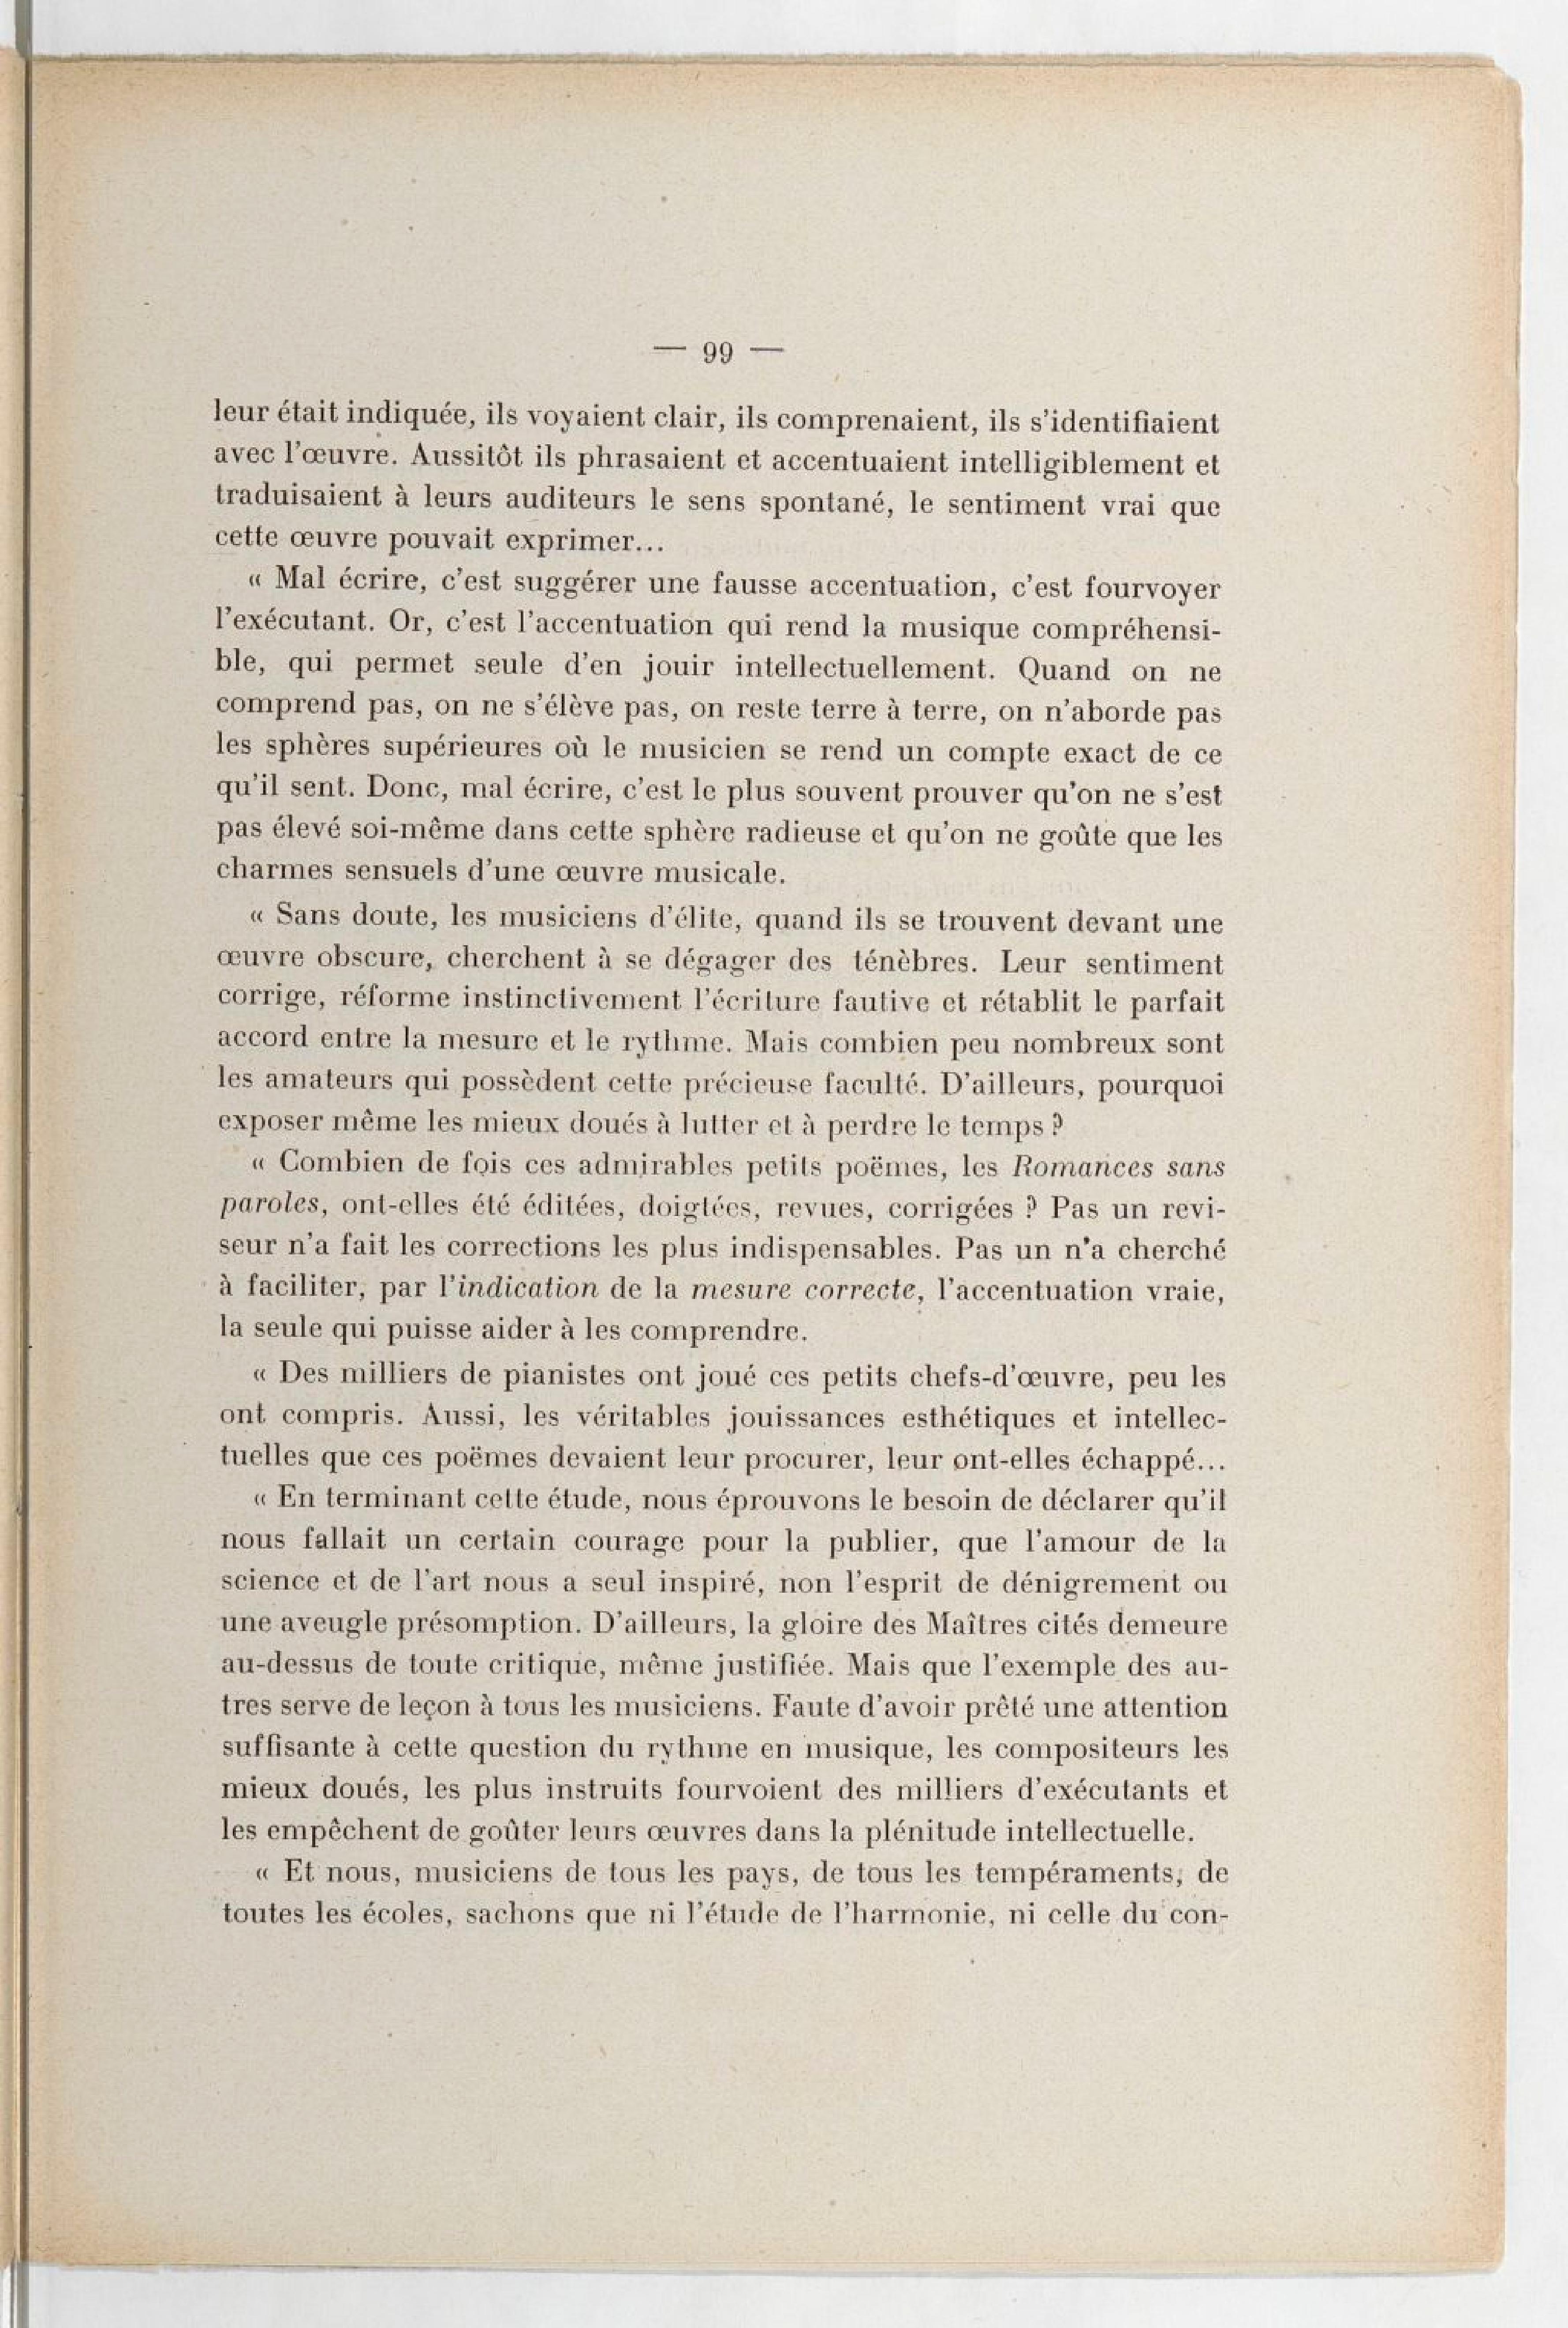 — 99 —
leur était indiquée, ils voyaient clair, ils comprenaient, ils s'identifiaient
avec l'œuvre. Aussitôt ils phrasaient et accentuaient intelligiblement et
traduisaient à leurs auditeurs le sens spontané, le sentiment vrai que
cette œuvre pouvait exprimer...
« Mal écrire, c'est suggérer une fausse accentuation, c'est fourvoyer
l'exécutant. Or, c'est l'accentuation qui rend la musique compréhensi-
ble, qui permet seule d'en jouir intellectuellement. Quand on ne
comprend pas, on ne s'élève pas, on reste terre à terre, on n'aborde pas
les sphères supérieures où le musicien se rend un compte exact de ce
qu'il sent. Donc, mal écrire, c'est le plus souvent prouver qu'on ne s'est
pas élevé soi-même dans cette sphère radieuse et qu'on ne goûte que les
charmes sensuels d'une œuvre musicale.
« Sans doute, les musiciens d'élite, quand ils se trouvent devant une
œuvre obscure, cherchent à se dégager des ténèbres. Leur sentiment
corrige, réforme instinctivement l'écriture fautive et rétablit le parfait
accord entre la mesure et le rythme. Mais combien peu nombreux sont
les amateurs qui possèdent cette précieuse faculté. D'ailleurs, pourquoi
exposer même les mieux doués à lutter et à perdre le temps ?
« Combien de fois ces admirables petits poëmes, les Romances sans
paroles, ont-elles été éditées, doigtées, revues, corrigées ? Pas un revi-
seur n'a fait les corrections les plus indispensables. Pas un n'a cherché
à faciliter, par l'indication de la mesure correcte, l'accentuation vraie,
la seule qui puisse aider à les comprendre.
« Des milliers de pianistes ont joué ces petits chefs-d'œuvre, peu les
ont compris. Aussi, les véritables jouissances esthétiques et intellec-
tuelles que ces poëmes devaient leur procurer, leur ont-elles échappé...
« En terminant cette étude, nous éprouvons le besoin de déclarer qu'il
nous fallait un certain courage pour la publier, que l'amour de la
science et de l'art nous a seul inspiré, non l'esprit de dénigrement ou
une aveugle présomption. D'ailleurs, la gloire des Maîtres cités demeure
au-dessus de toute critique, même justifiée. Mais que l'exemple des au-
tres serve de leçon à tous les musiciens. Faute d'avoir prêté une attention
suffisante à cette question du rythme en musique, les compositeurs les
mieux doués, les plus instruits fourvoient des milliers d'exécutants et
les empêchent de goûter leurs œuvres dans la plénitude intellectuelle.
« Et nous, musiciens de tous les pays, de tous les tempéraments, de
toutes les écoles, sachons que ni l'étude de l'harmonie, ni celle du con-